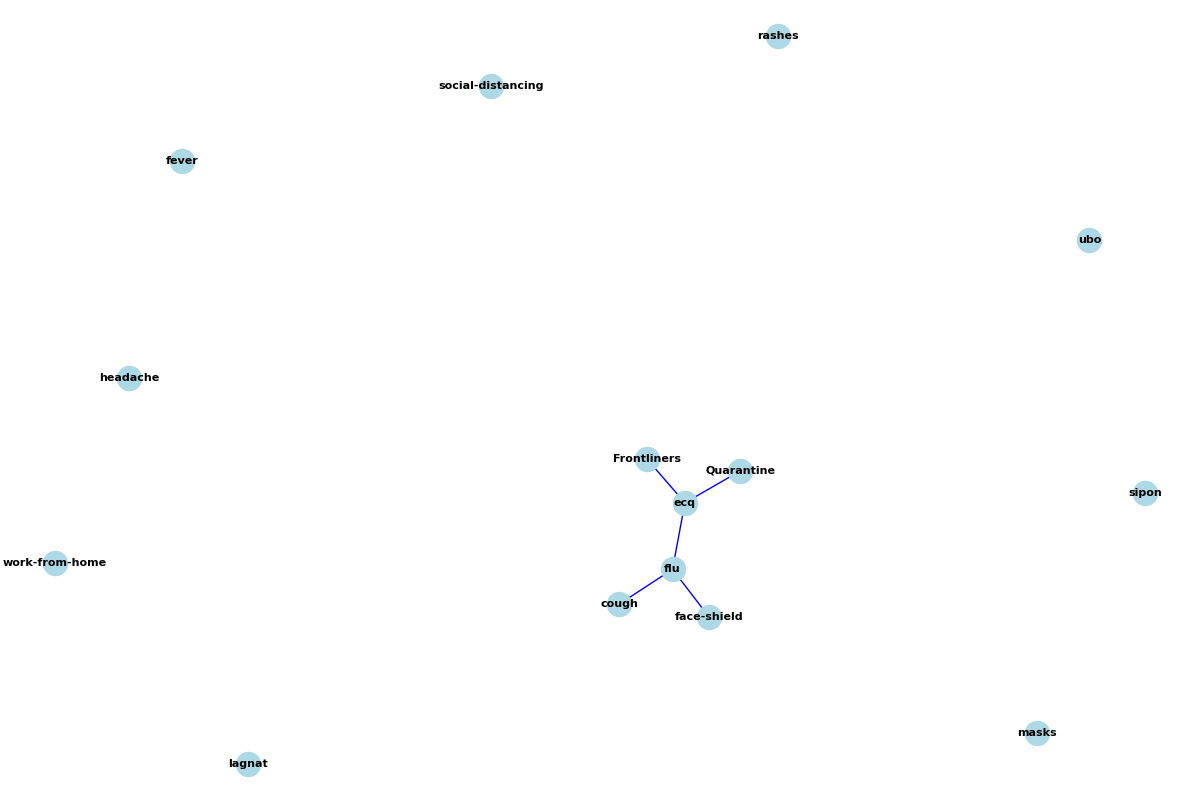 rashes
social-distancing
fever
ubo
headache
Frontliners
Quarantine
sipon
ecq
work-from-home
flu
cough
face-shield
masks
lagnat